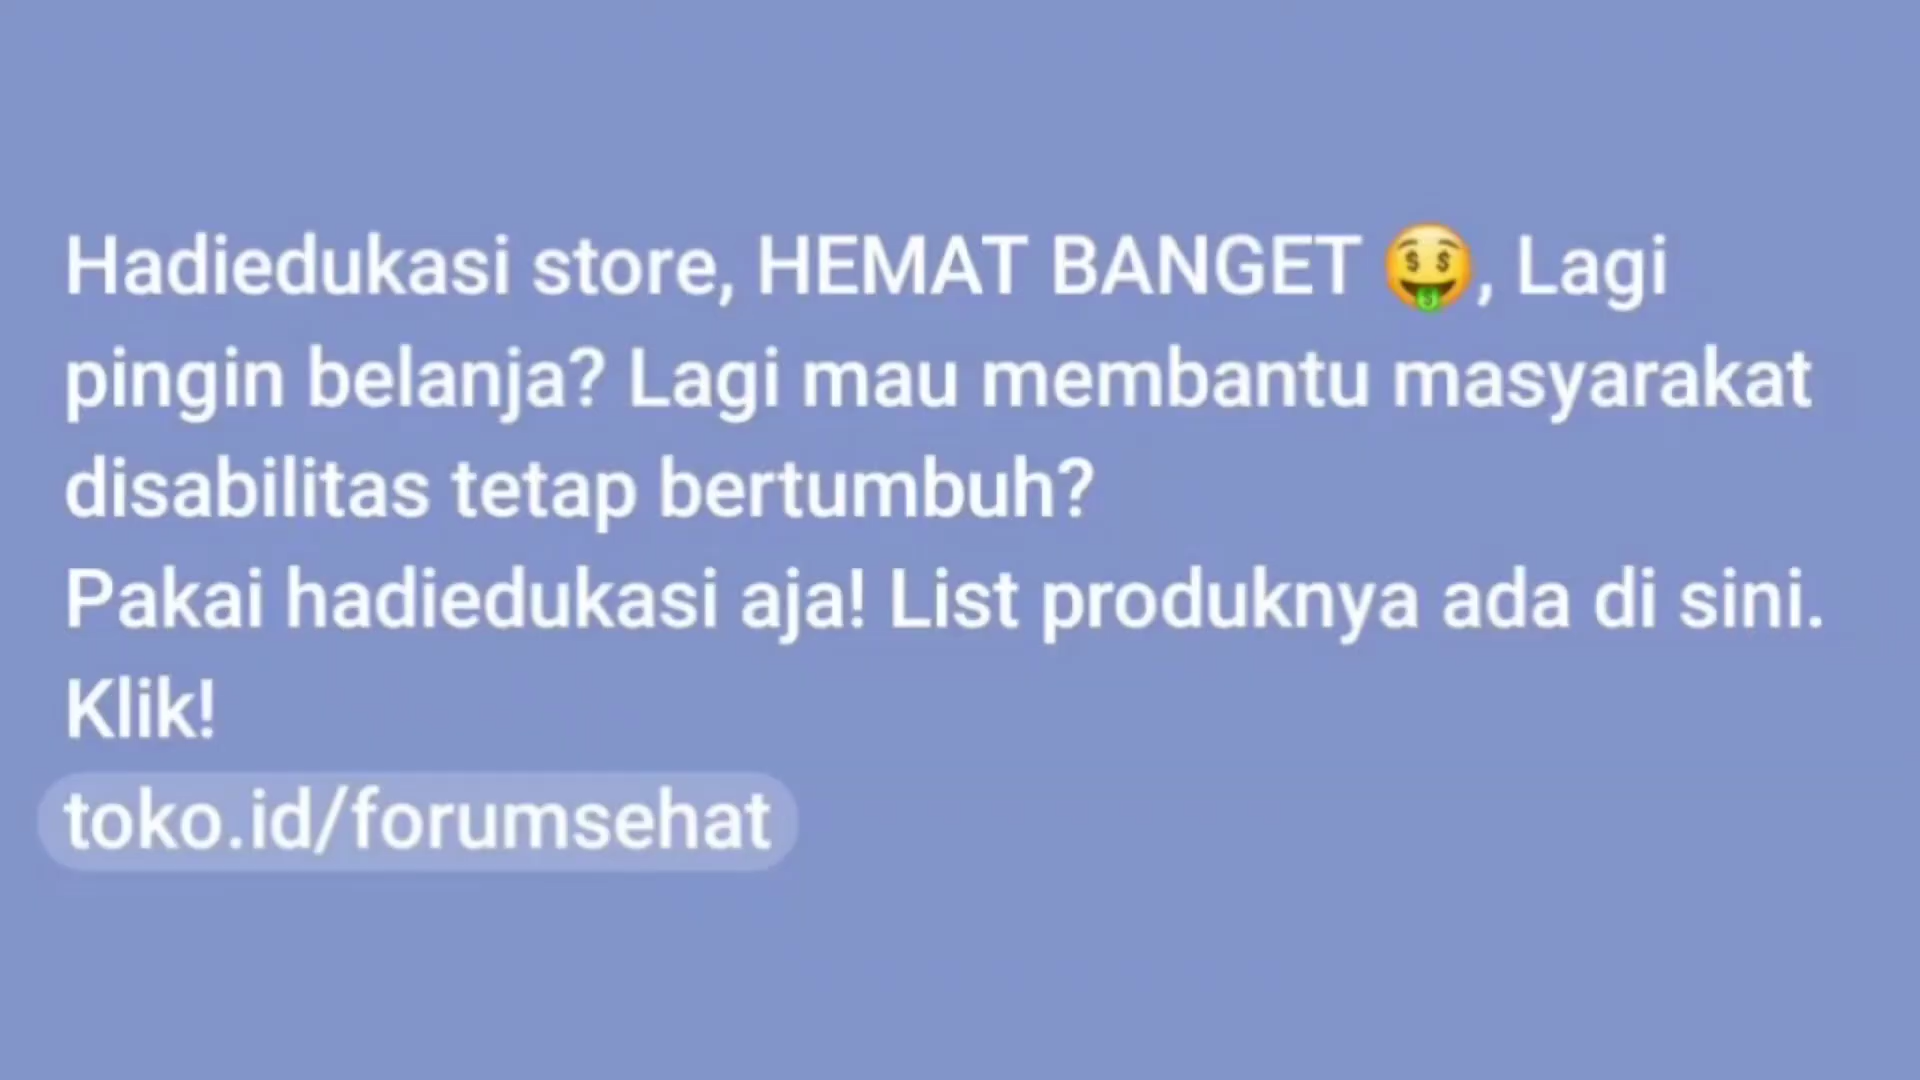 Hadiedukasi store, HEMAT BANGET 🤑, Lagi
pingin belanja? Lagi mau membantu masyarakat
disabilitas tetap bertumbuh?
Pakai hadiedukasi aja! List produknya ada di sini.
Klik!
toko.id/forumsehat